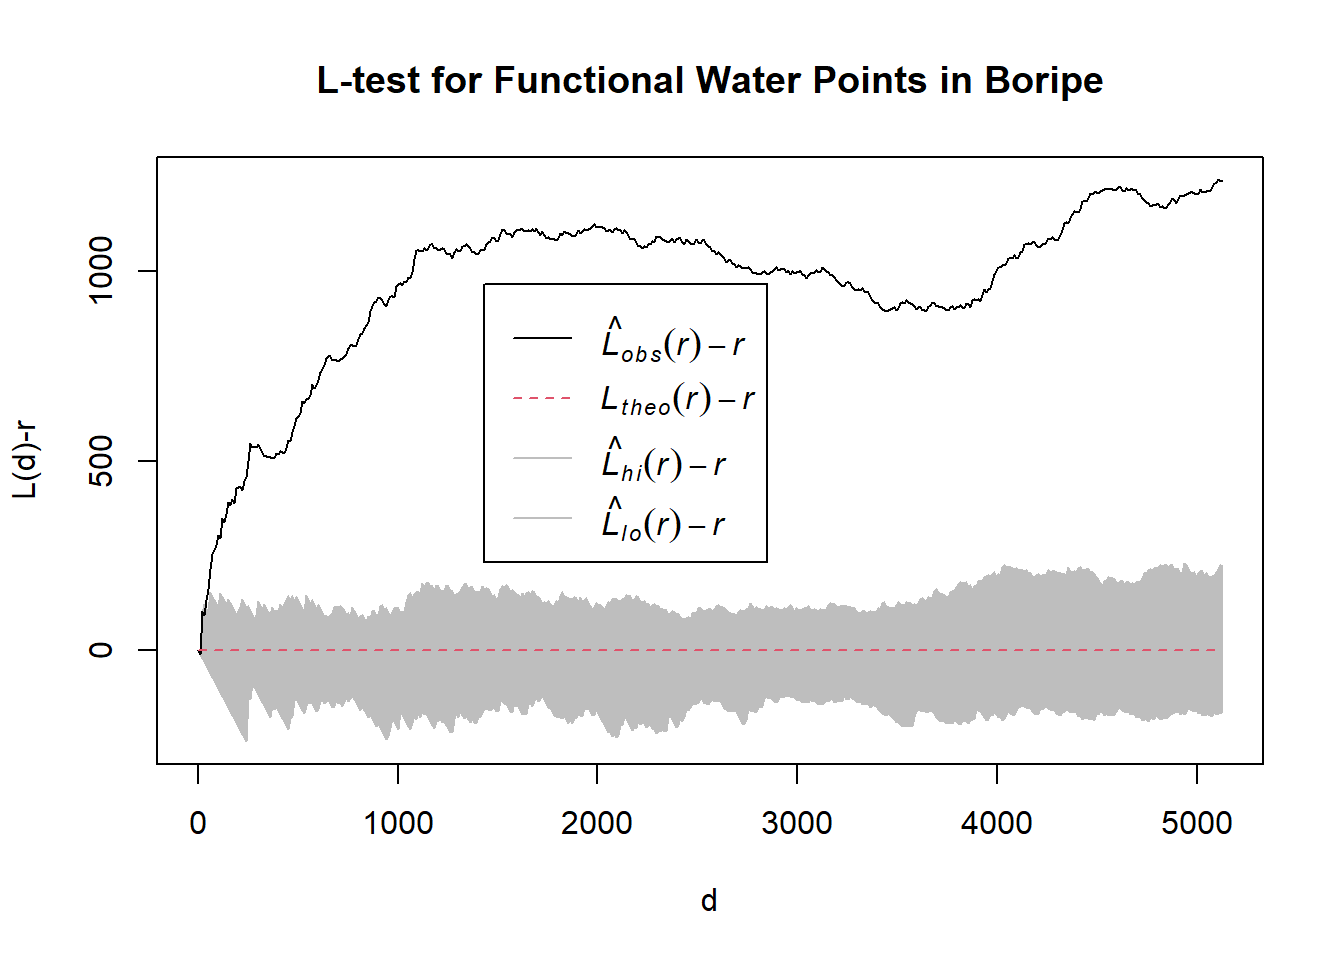 L-test for Functional Water Points in Boripe
L(d)-r
1000
500
0
L̂obs(r) − r
Ltheo(r) − r
L̂hi(r) − r
L̂lo(r) − r
0 1000 2000 3000 4000 5000
d